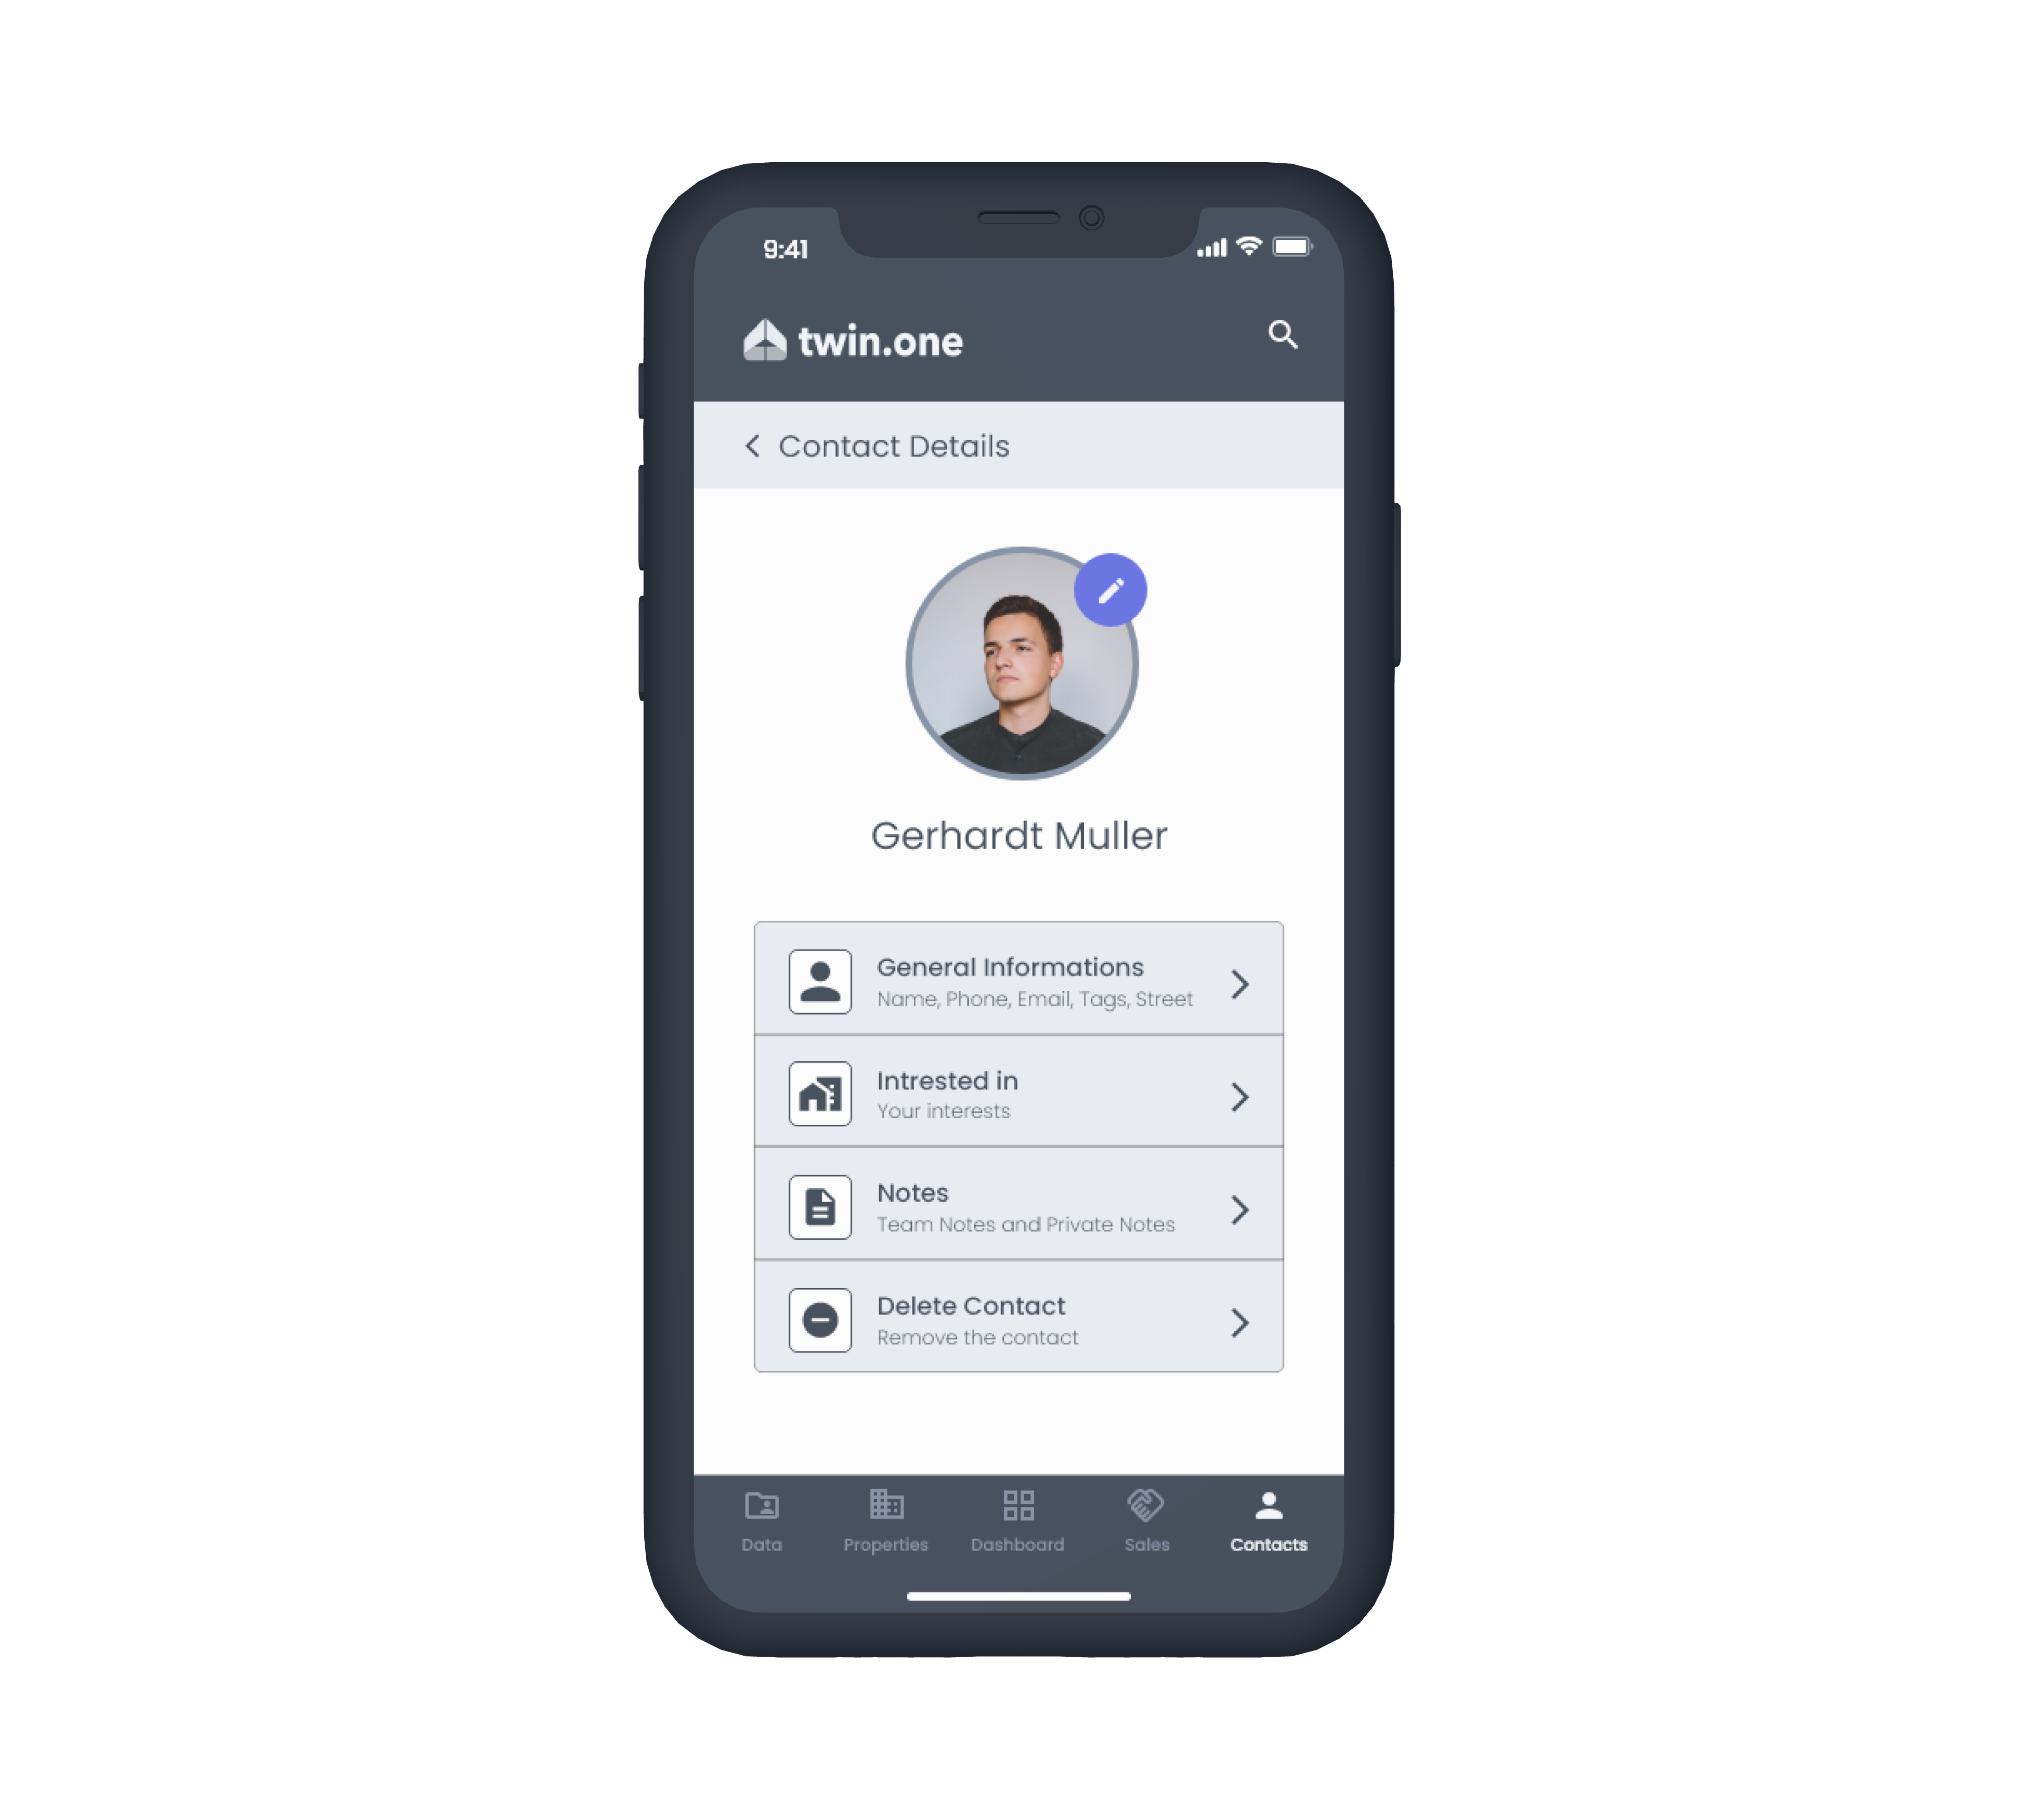 9:41
twin.one
Contact Details
Gerhardt Muller
General Informations
Name, Phone, Email, Tags, Street
Intrested in
Your interests
Notes
Team Notes and Private Notes
Delete Contact
Remove the contact
Data
Properties
Dashboard
Sales
Contacts